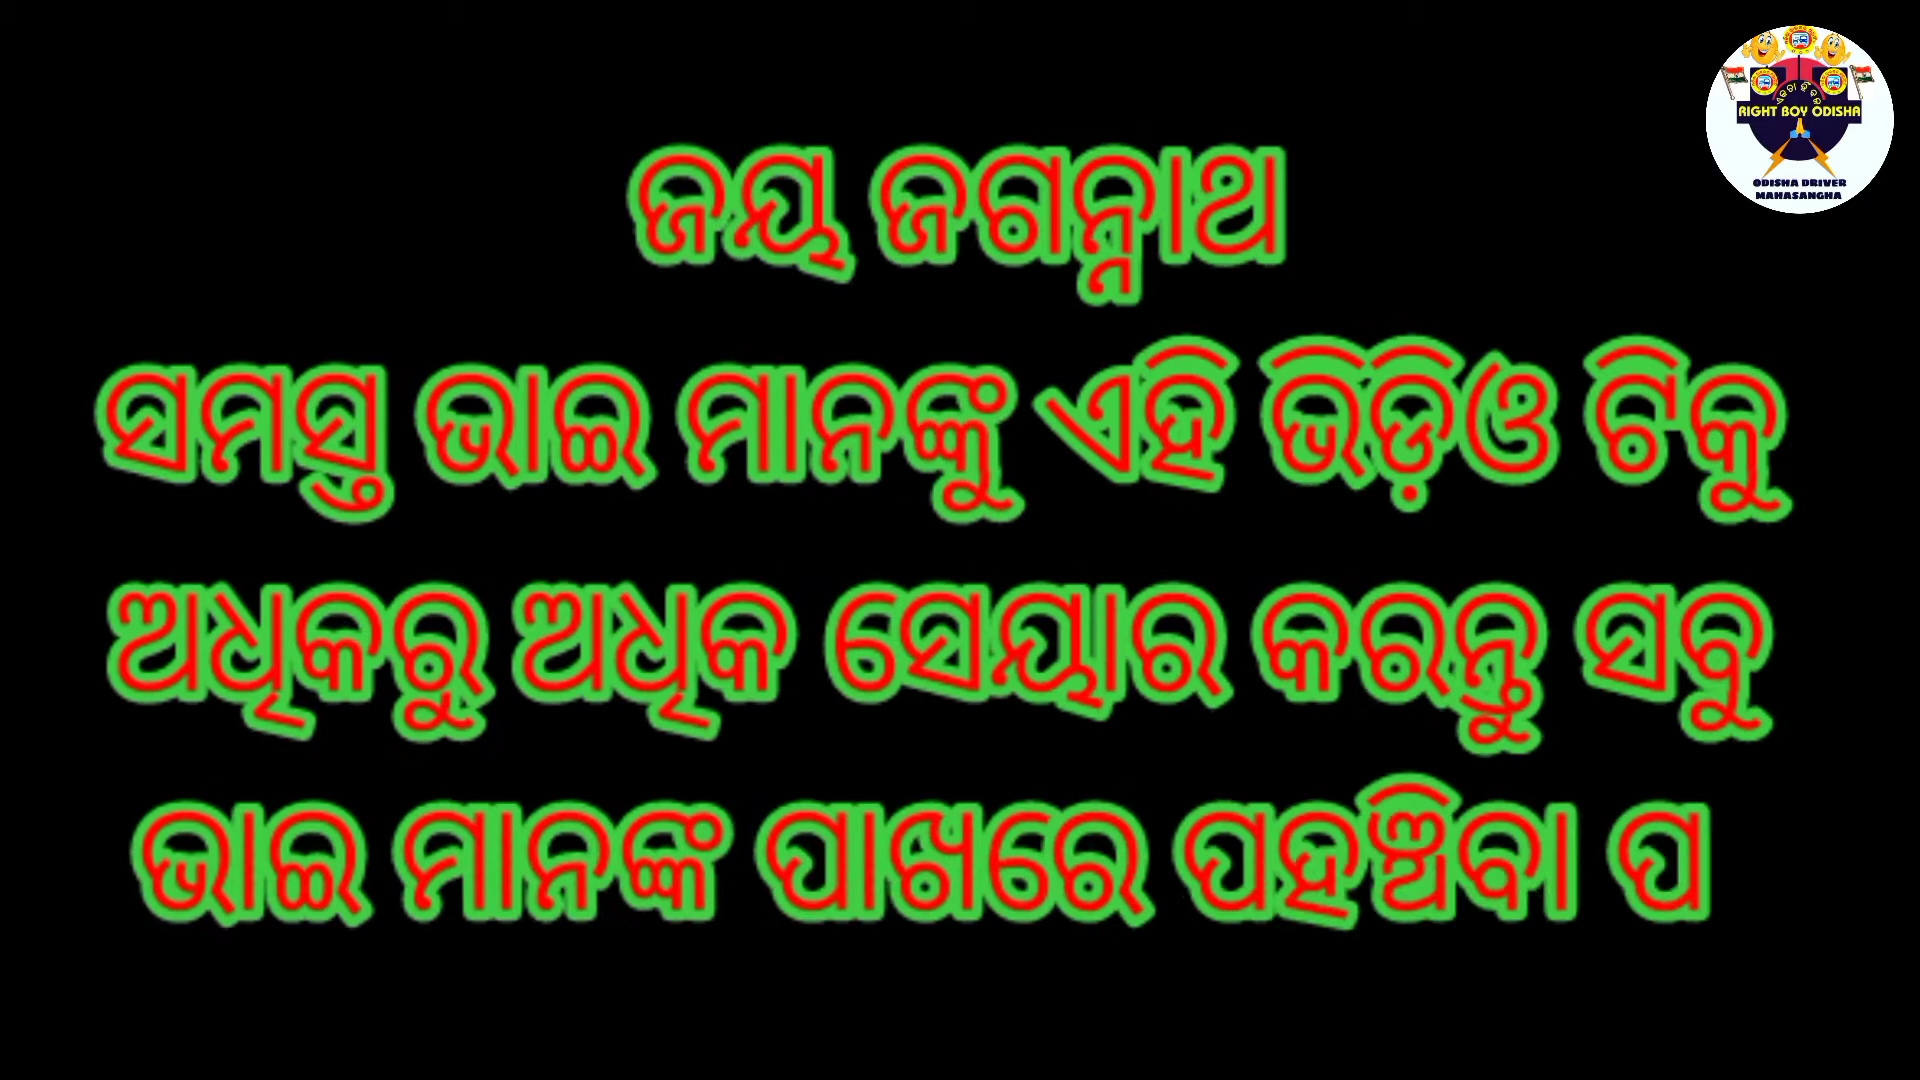 ଜୟ ଜଗନ୍ନାଥ
ସମସ୍ତ ଭାଇ ମାନଙ୍କୁ ଏହି ଭିଡ଼ିଓ ଟିକୁ
ଅଧିକରୁ ଅଧିକ ସେୟାର କରନ୍ତୁ ସବୁ
ଭାଇ ମାନଙ୍କ ପାଖରେ ପହଞ୍ଚିବା ପ
RIGHT BOY ODISHA
ODISHA DRIVER
MAHASANGHA